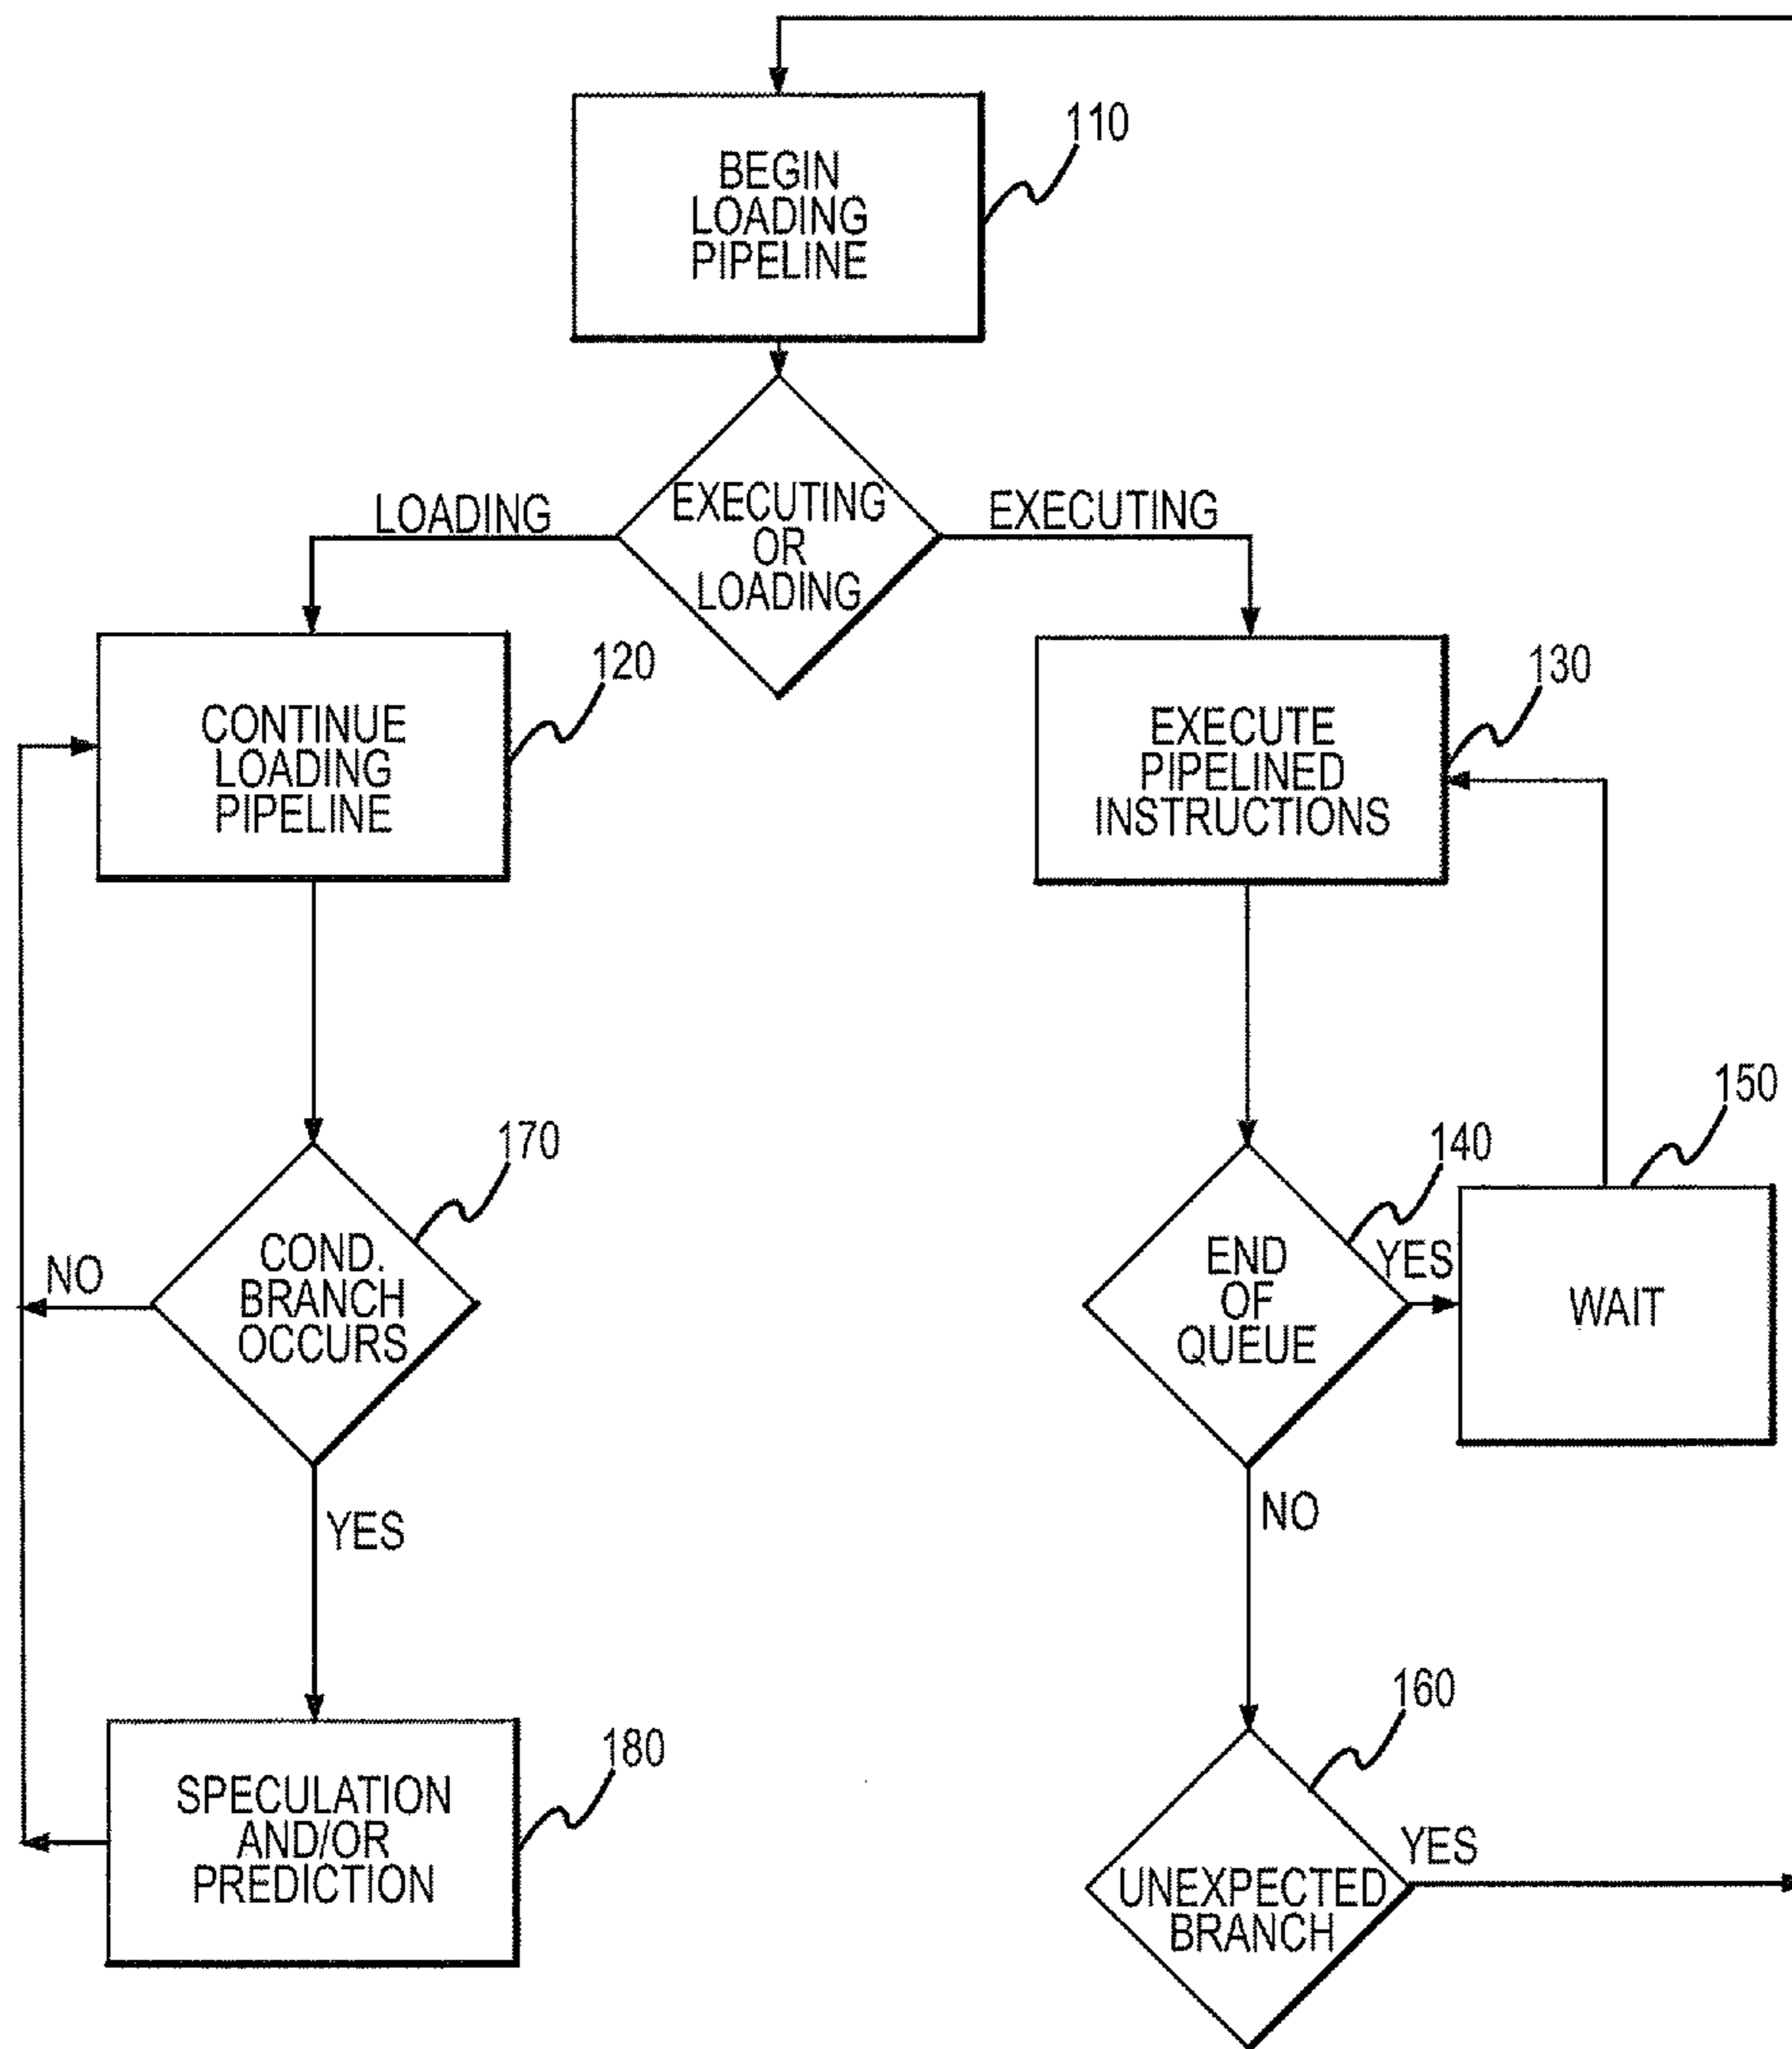 110
BEGIN
LOADING
PIPELINE
LOADING
EXECUTING
OR
LOADING
EXECUTING
120
CONTINUE
LOADING
PIPELINE
130
EXECUTE
PIPELINED
INSTRUCTIONS
170
COND.
BRANCH
OCCURS
NO
YES
140
END
OF
QUEUE
YES
NO
150
WAIT
180
SPECULATION
AND/OR
PREDICTION
160
UNEXPECTED
BRANCH
YES